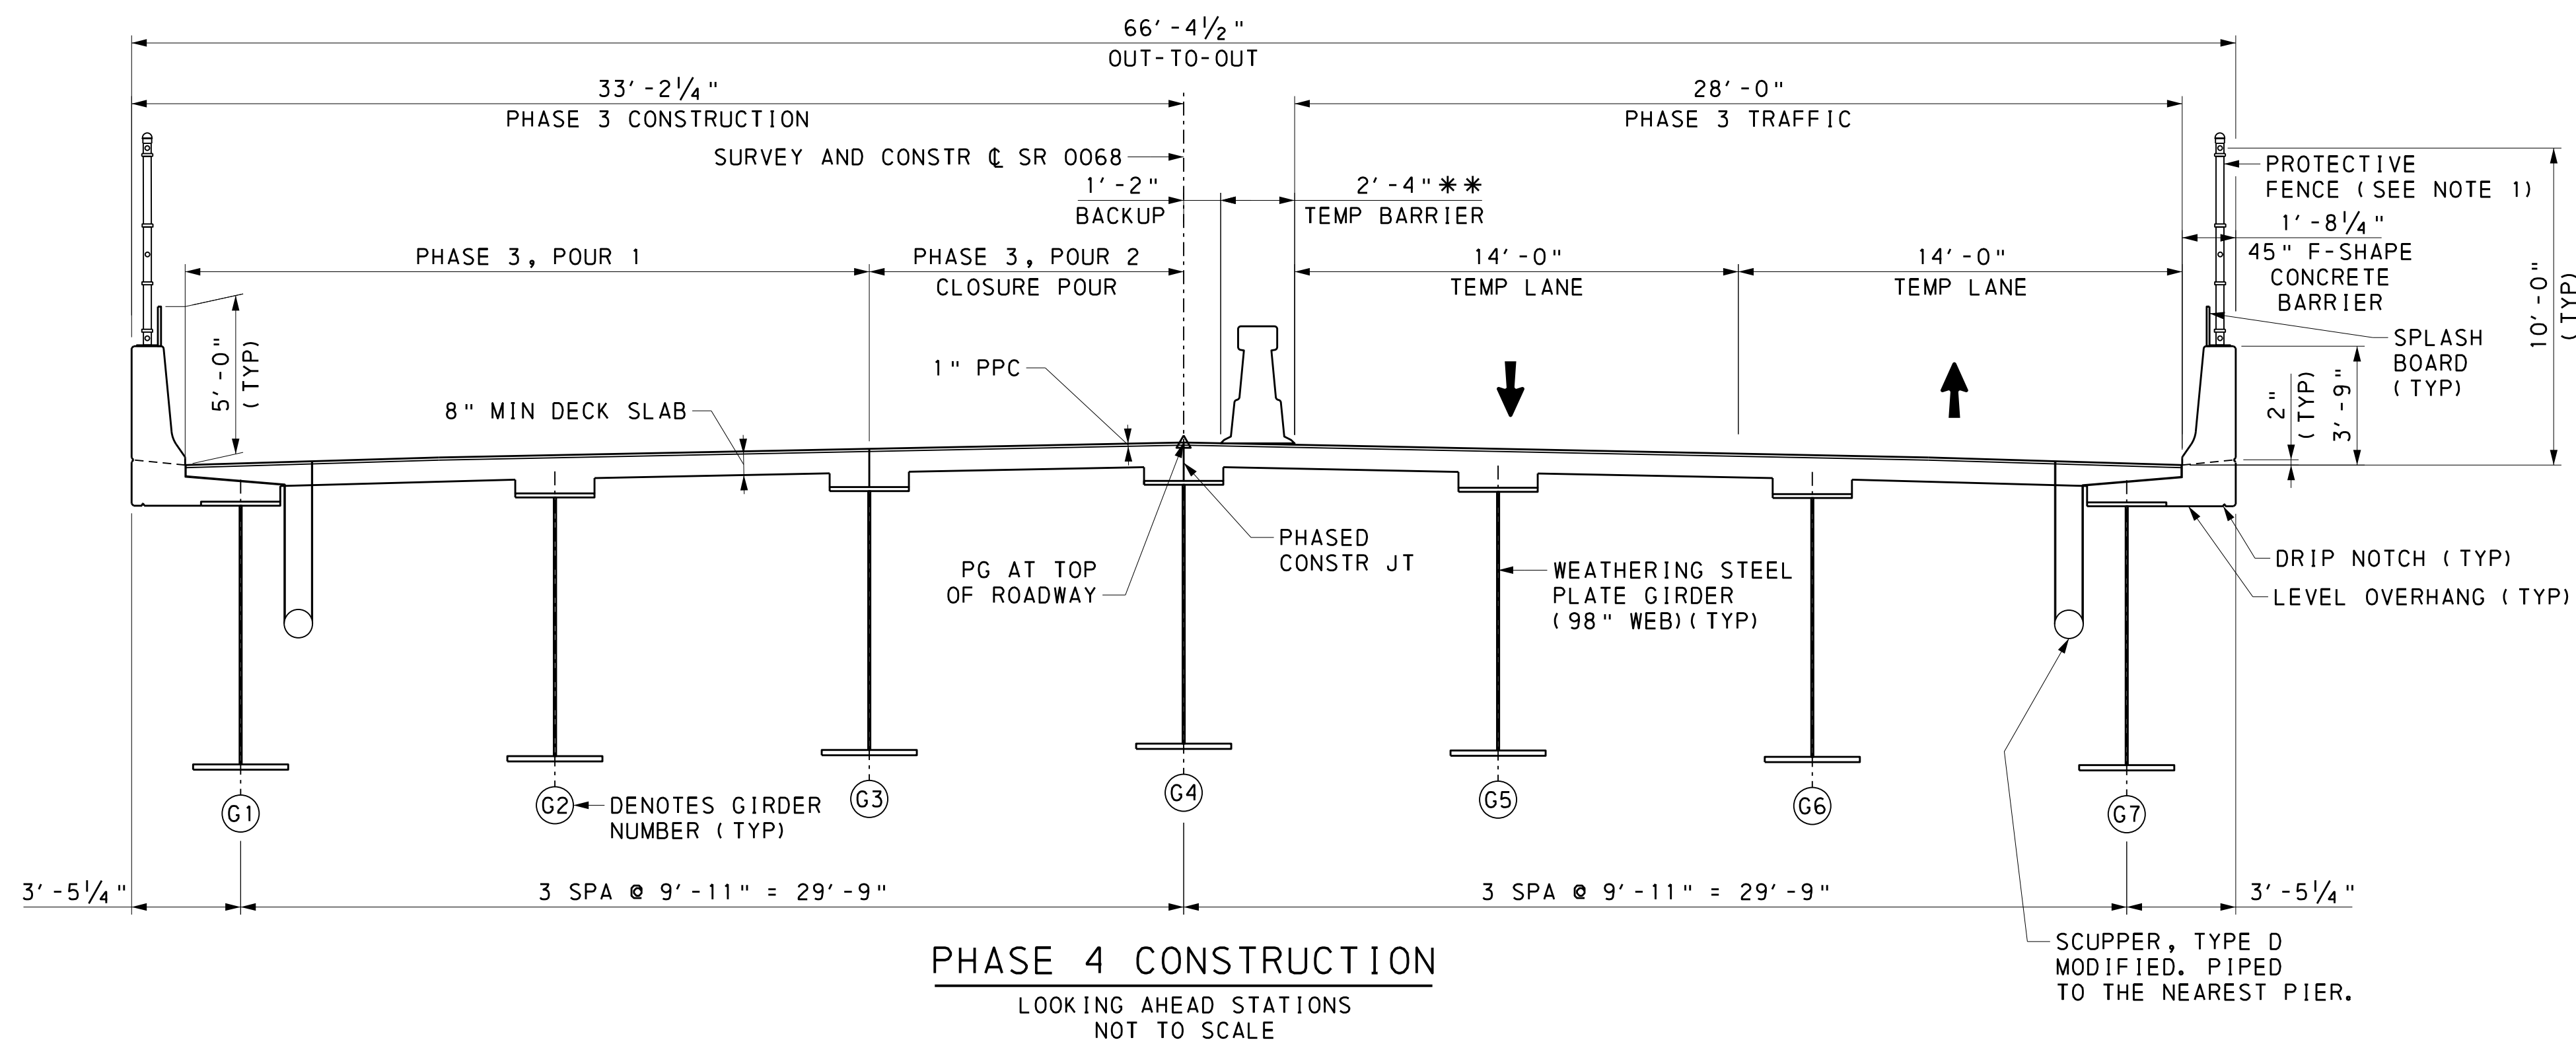 66'-4½"
OUT-TO-OUT
33'-2¼"
PHASE 3 CONSTRUCTION
28'-0"
PHASE 3 TRAFFIC
SURVEY AND CONSTR ℄ SR 0068
1'-2"
BACKUP
2'-4"**
TEMP BARRIER
PROTECTIVE
FENCE (SEE NOTE 1)
1'-8¼"
45" F-SHAPE
CONCRETE
BARRIER
PHASE 3, POUR 1
PHASE 3, POUR 2
CLOSURE POUR
14'-0"
TEMP LANE
14'-0"
TEMP LANE
10'-0"
(TYP)
SPLASH
BOARD
(TYP)
5'-0"
(TYP)
1" PPC
8" MIN DECK SLAB
2"
(TYP)
3'-9"
PHASED
CONSTR JT
PG AT TOP
OF ROADWAY
WEATHERING STEEL
PLATE GIRDER
(98" WEB)(TYP)
DRIP NOTCH (TYP)
LEVEL OVERHANG (TYP)
G1
G2
DENOTES GIRDER
NUMBER (TYP)
G3
G4
G5
G6
G7
3'-5¼"
3 SPA @ 9'-11" = 29'-9"
3 SPA @ 9'-11" = 29'-9"
3'-5¼"
SCUPPER, TYPE D
MODIFIED. PIPED
TO THE NEAREST PIER.
PHASE 4 CONSTRUCTION
LOOKING AHEAD STATIONS
NOT TO SCALE